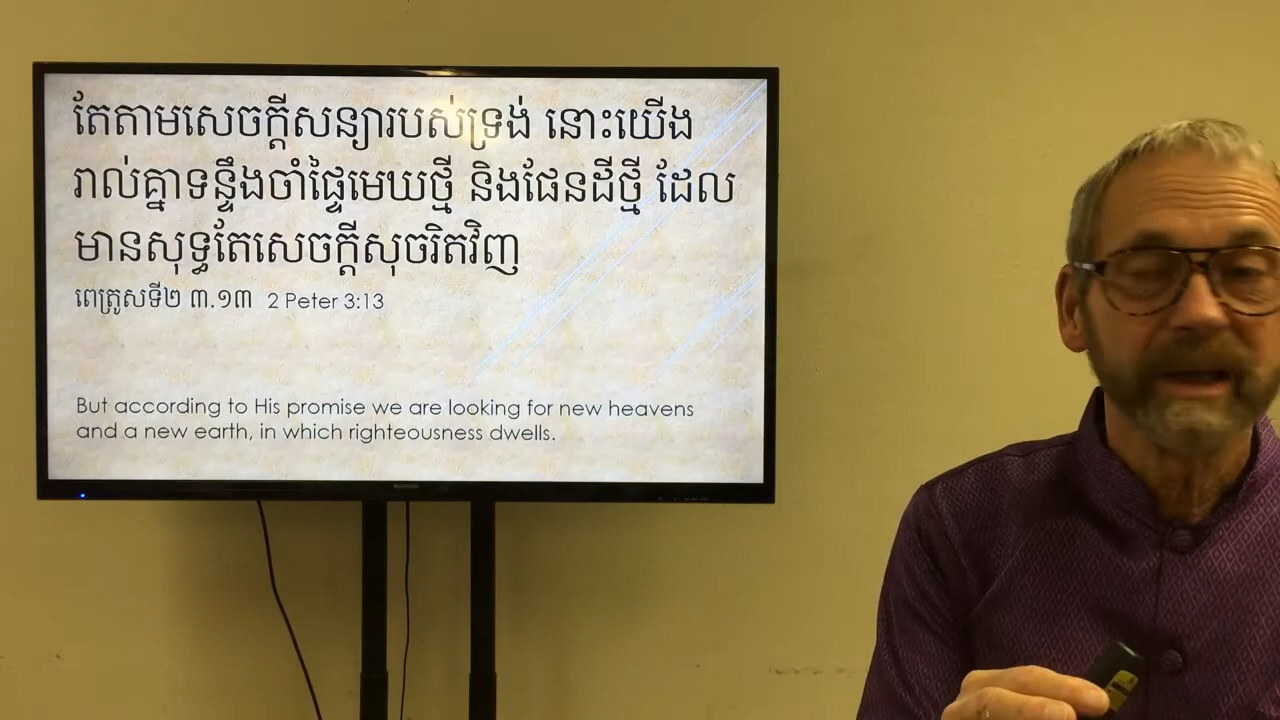 តែតាមសេចក្ដីសន្យារបស់ទ្រង់ នោះយើង
រាល់គ្នាទន្ទឹងចាំផ្ទៃមេឃថ្មី និងផែនដីថ្មី ដែល
មានសុទ្ធតែសេចក្ដីសុចរិតវិញ
ពេត្រូសទី២ ៣.១៣ 2 Peter 3:13
But according to His promise we are looking for new heavens
and a new earth, in which righteousness dwells.